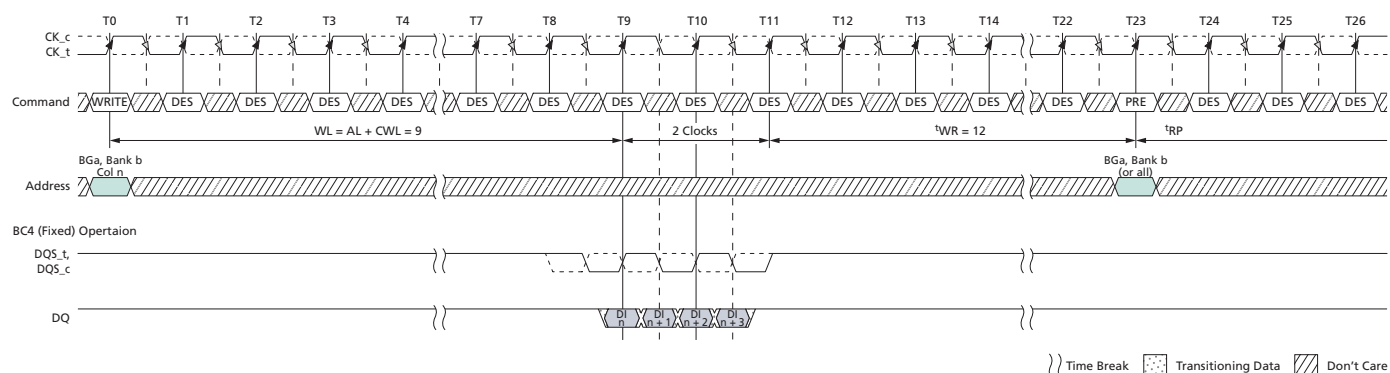 T0 T1 T2 T3 T4 T7 T8 T9 T10 T11 T12 T13 T14 T22 T23 T24 T25 T26
CK_c
CK_t
Command WRITE DES DES DES DES DES DES DES DES DES DES DES DES DES PRE DES DES DES
WL = AL + CWL = 9 2 Clocks tWR = 12 tRP
BGa, Bank b
Col n
BGa, Bank b
(or all)
Address
BC4 (Fixed) Opertaion
DQS_t,
DQS_c
DQ
DI
n
DI
n + 1
DI
n + 2
DI
n + 3
Time Break Transitioning Data Don't Care